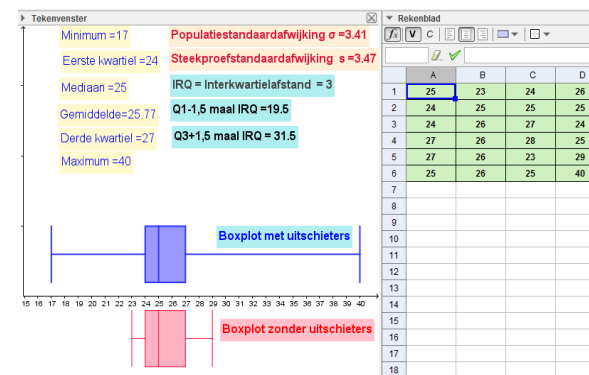 Tekenvenster
Minimum =17
Populatiestandaardafwijking σ =3.41
Eerste kwartiel =24
Steekproefstandaardafwijking s =3.47
Mediaan =25
IRQ = Interkwartielafstand = 3
Gemiddelde=25.77
Q1-1,5 maal IRQ =19.5
Derde kwartiel =27
Q3+1,5 maal IRQ = 31.5
Maximum =40
Boxplot met uitschieters
15 16 17 18 19 20 21 22 23 24 25 26 27 28 29 30 31 32 33 34 35 36 37 38 39 40
Boxplot zonder uitschieters
Rekenblad
fx V C
A B C D
1 25 23 24 26
2 24 25 25 25
3 24 26 27 24
4 27 26 28 25
5 27 26 23 29
6 25 26 25 40
7
8
9
10
11
12
13
14
15
16
17
18